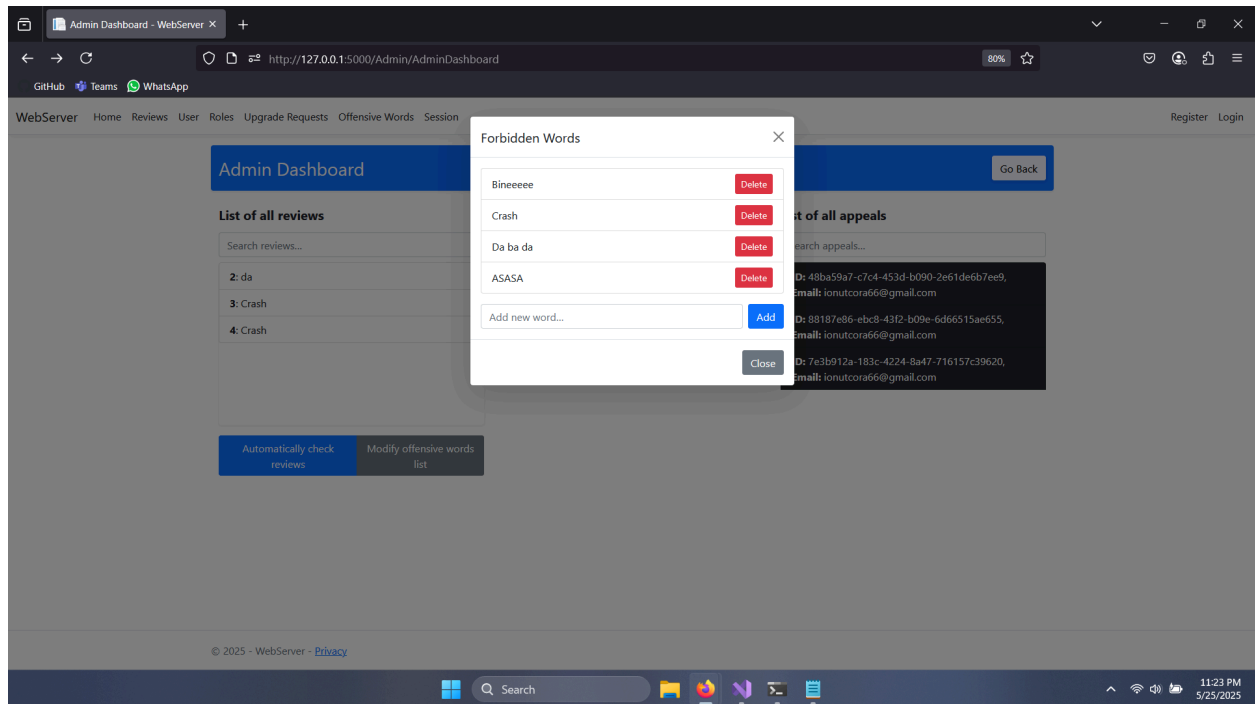 Admin Dashboard - WebServer
http://127.0.0.1:5000/Admin/AdminDashboard
80%
GitHub Teams WhatsApp
WebServer Home Reviews User Roles Upgrade Requests Offensive Words Session Register Login
Admin Dashboard
Go Back
List of all reviews
Search reviews...
2: da
3: Crash
4: Crash
Automatically check
reviews
Modify offensive words
list
Forbidden Words
Bineeeee Delete
Crash Delete
Da ba da Delete
ASASA Delete
Add new word... Add
Close
st of all appeals
earch appeals...
D: 48ba59a7-c7c4-453d-b090-2e61de6b7ee9,
Email: ionutcora66@gmail.com
D: 88187e86-ebc8-43f2-b09e-6d66515ae655,
Email: ionutcora66@gmail.com
D: 7e3b912a-183c-4224-8a47-716157c39620,
Email: ionutcora66@gmail.com
© 2025 - WebServer - Privacy
Search
11:23 PM
5/25/2025